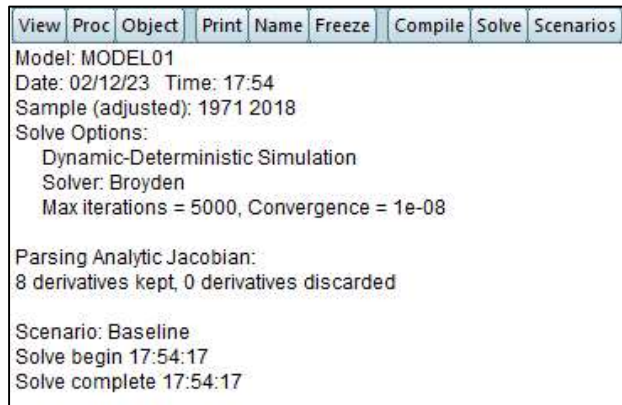 View Proc Object Print Name Freeze Compile Solve Scenarios
Model: MODEL01
Date: 02/12/23 Time: 17:54
Sample (adjusted): 1971 2018
Solve Options:
Dynamic-Deterministic Simulation
Solver: Broyden
Max iterations = 5000, Convergence = 1e-08
Parsing Analytic Jacobian:
8 derivatives kept, 0 derivatives discarded
Scenario: Baseline
Solve begin 17:54:17
Solve complete 17:54:17